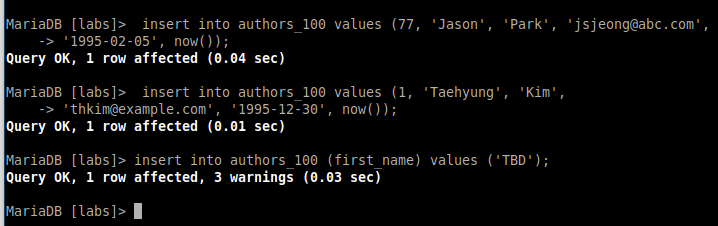 MariaDB [labs]>  insert into authors_100 values (77, 'Jason', 'Park', 'jsjeong@abc.com',
    -> '1995-02-05', now());
Query OK, 1 row affected (0.04 sec)
MariaDB [labs]>  insert into authors_100 values (1, 'Taehyung', 'Kim',
    -> 'thkim@example.com', '1995-12-30', now());
Query OK, 1 row affected (0.01 sec)
MariaDB [labs]> insert into authors_100 (first_name) values ('TBD');
Query OK, 1 row affected, 3 warnings (0.03 sec)
MariaDB [labs]>